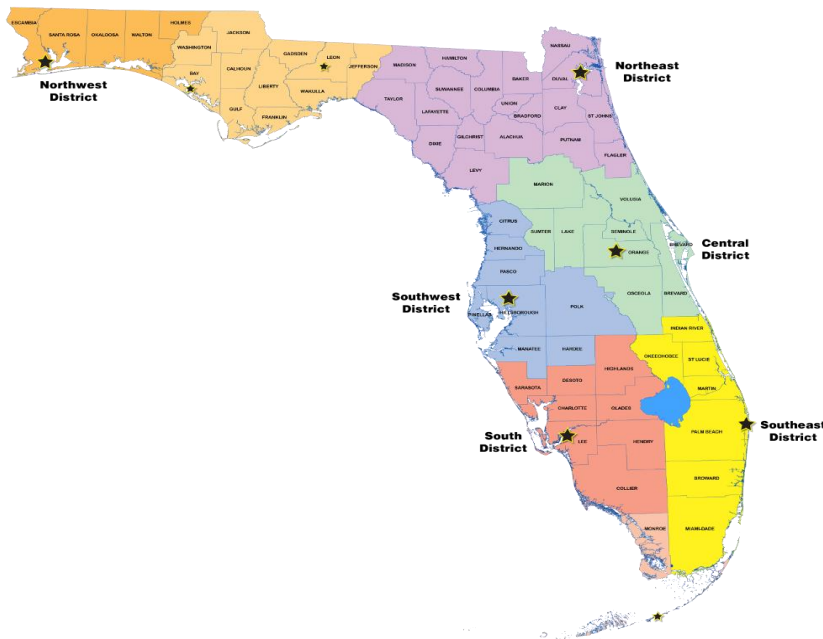 ESCAMBIA
SANTA ROSA
OKALOOSA
WALTON
HOLMES
JACKSON
WASHINGTON
BAY
CALHOUN
GULF
LIBERTY
FRANKLIN
GADSDEN
LEON
WAKULLA
JEFFERSON
Northwest
District
MADISON
HAMILTON
TAYLOR
SUWANNEE
LAFAYETTE
COLUMBIA
BAKER
NASSAU
DUVAL
UNION
BRADFORD
CLAY
ST JOHNS
DIXIE
GILCHRIST
ALACHUA
PUTNAM
FLAGLER
LEVY
Northeast
District
MARION
VOLUSIA
SUMTER
LAKE
SEMINOLE
ORANGE
BREVARD
OSCEOLA
BREVARD
Central
District
CITRUS
HERNANDO
PASCO
PINELLAS
HILLSBOROUGH
POLK
MANATEE
HARDEE
Southwest
District
SARASOTA
DESOTO
HIGHLANDS
CHARLOTTE
GLADES
LEE
HENDRY
COLLIER
MONROE
South
District
INDIAN RIVER
OKEECHOBEE
ST LUCIE
MARTIN
PALM BEACH
BROWARD
MIAMI-DADE
Southeast
District